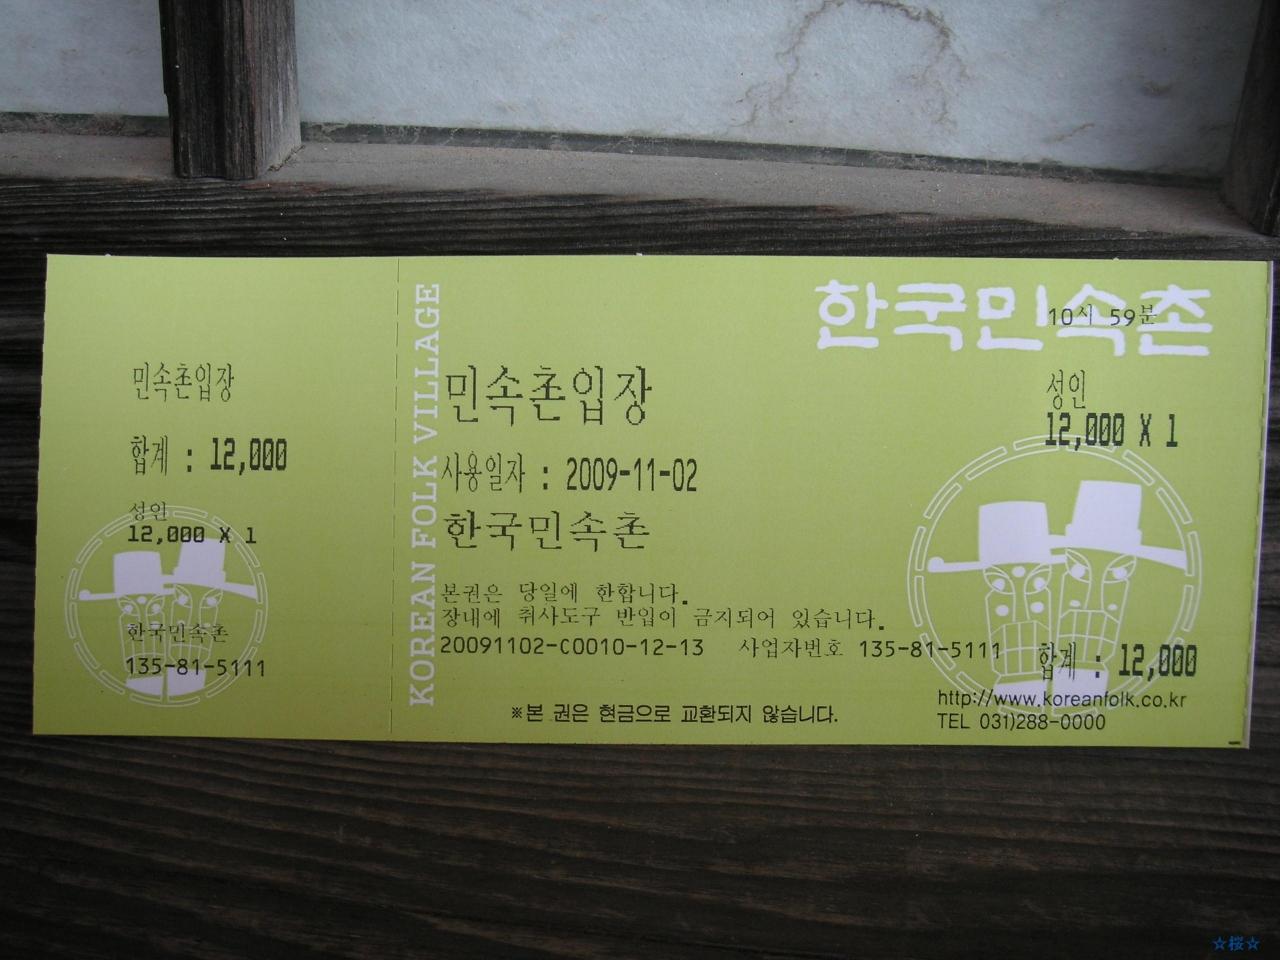 민속촌입장
합계 : 12,000
성인
12,000 X 1
한국민속촌
135-81-5111
KOREAN FOLK VILLAGE
한국민속촌
10시 59분
민속촌입장
사용일자 : 2009-11-02
한국민속촌
성인
12,000 X 1
본권은 당일에 한합니다.
장내에 취사도구 반입이 금지되어 있습니다.
20091102-C0010-12-13 사업자번호 135-81-5111
합계 : 12,000
※본 권은 현금으로 교환되지 않습니다.
http://www.koreanfolk.co.kr
TEL 031)288-0000
☆桜☆